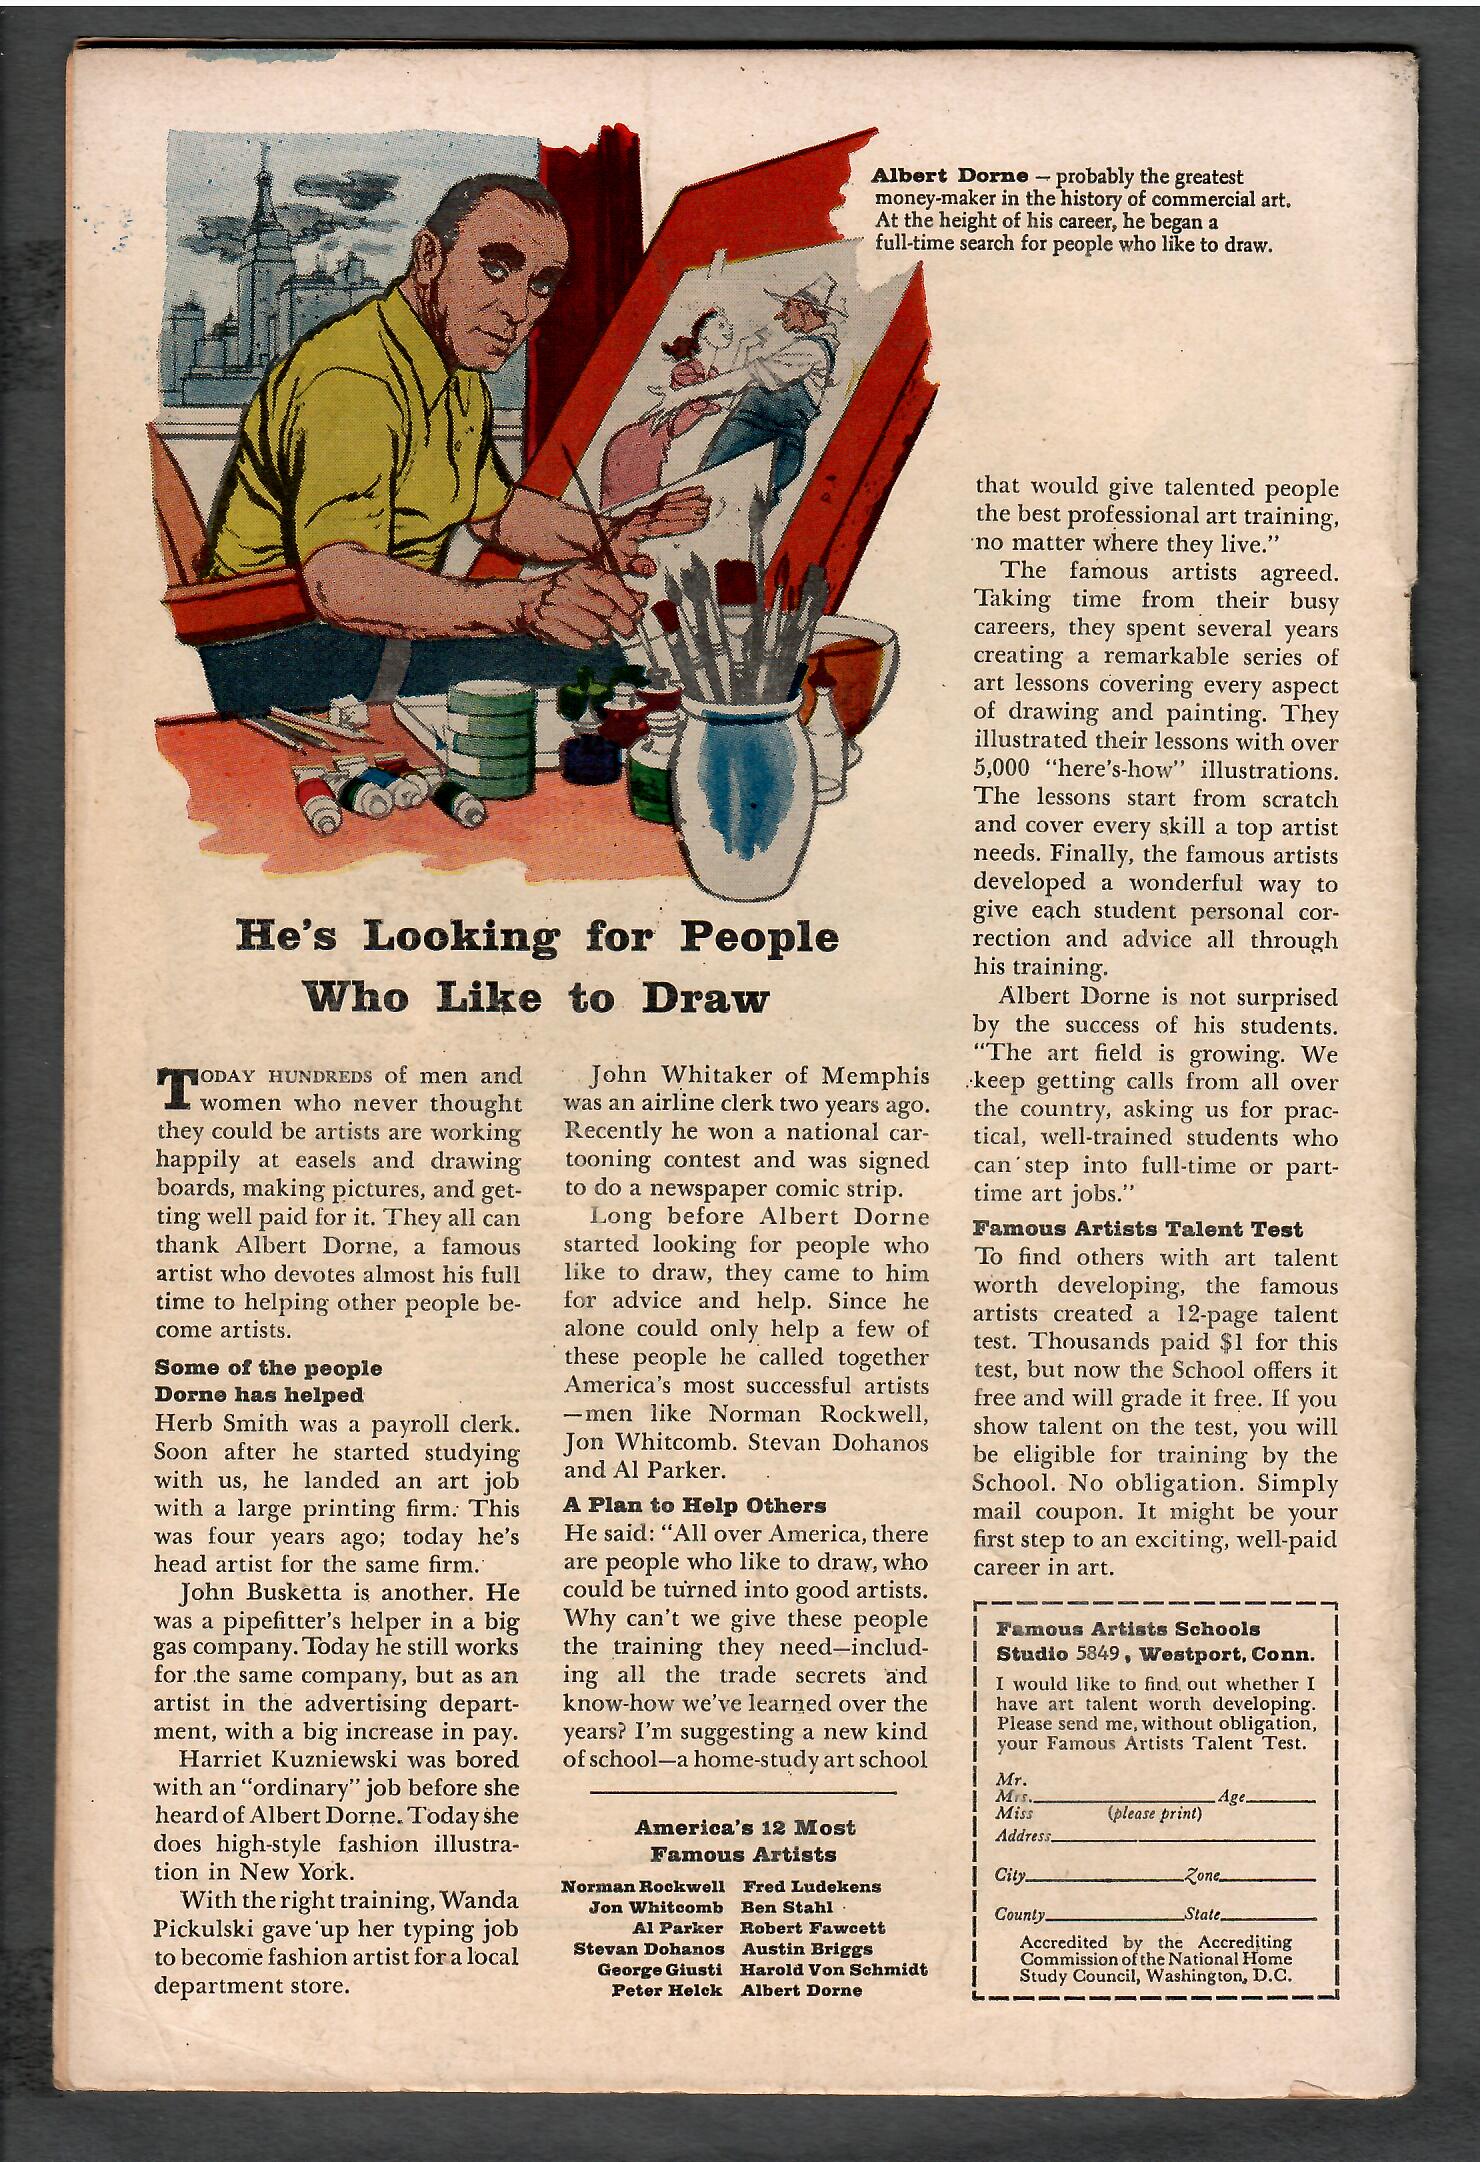 Albert Dorne — probably the greatest
money-maker in the history of commercial art.
At the height of his career, he began a
full-time search for people who like to draw.
He's Looking for People
Who Like to Draw
TODAY HUNDREDS of men and
women who never thought
they could be artists are working
happily at easels and drawing
boards, making pictures, and get-
ting well paid for it. They all can
thank Albert Dorne, a famous
artist who devotes almost his full
time to helping other people be-
come artists.
Some of the people
Dorne has helped
Herb Smith was a payroll clerk.
Soon after he started studying
with us, he landed an art job
with a large printing firm. This
was four years ago; today he's
head artist for the same firm.
John Busketta is another. He
was a pipefitter's helper in a big
gas company. Today he still works
for the same company, but as an
artist in the advertising depart-
ment, with a big increase in pay.
Harriet Kuzniewski was bored
with an “ordinary” job before she
heard of Albert Dorne. Today she
does high-style fashion illustra-
tion in New York.
With the right training, Wanda
Pickulski gave up her typing job
to become fashion artist for a local
department store.
John Whitaker of Memphis
was an airline clerk two years ago.
Recently he won a national car-
tooning contest and was signed
to do a newspaper comic strip.
Long before Albert Dorne
started looking for people who
like to draw, they came to him
for advice and help. Since he
alone could only help a few of
these people he called together
America's most successful artists
—men like Norman Rockwell,
Jon Whitcomb. Stevan Dohanos
and Al Parker.
A Plan to Help Others
He said: “All over America, there
are people who like to draw, who
could be turned into good artists.
Why can't we give these people
the training they need—includ-
ing all the trade secrets and
know-how we've learned over the
years? I'm suggesting a new kind
of school—a home-study art school
America's 12 Most
Famous Artists
Norman Rockwell Fred Ludekens
Jon Whitcomb Ben Stahl
Al Parker Robert Fawcett
Stevan Dohanos Austin Briggs
George Giusti Harold Von Schmidt
Peter Helck Albert Dorne
that would give talented people
the best professional art training,
no matter where they live.”
The famous artists agreed.
Taking time from their busy
careers, they spent several years
creating a remarkable series of
art lessons covering every aspect
of drawing and painting. They
illustrated their lessons with over
5,000 “here's-how” illustrations.
The lessons start from scratch
and cover every skill a top artist
needs. Finally, the famous artists
developed a wonderful way to
give each student personal cor-
rection and advice all through
his training.
Albert Dorne is not surprised
by the success of his students.
“The art field is growing. We
keep getting calls from all over
the country, asking us for prac-
tical, well-trained students who
can step into full-time or part-
time art jobs.”
Famous Artists Talent Test
To find others with art talent
worth developing, the famous
artists created a 12-page talent
test. Thousands paid $1 for this
test, but now the School offers it
free and will grade it free. If you
show talent on the test, you will
be eligible for training by the
School. No obligation. Simply
mail coupon. It might be your
first step to an exciting, well-paid
career in art.
Famous Artists Schools
Studio 5849, Westport, Conn.
I would like to find out whether I
have art talent worth developing.
Please send me, without obligation,
your Famous Artists Talent Test.
Mr.
Mrs. Age
Miss (please print)
Address
City Zone
County State
Accredited by the Accrediting
Commission of the National Home
Study Council, Washington, D.C.